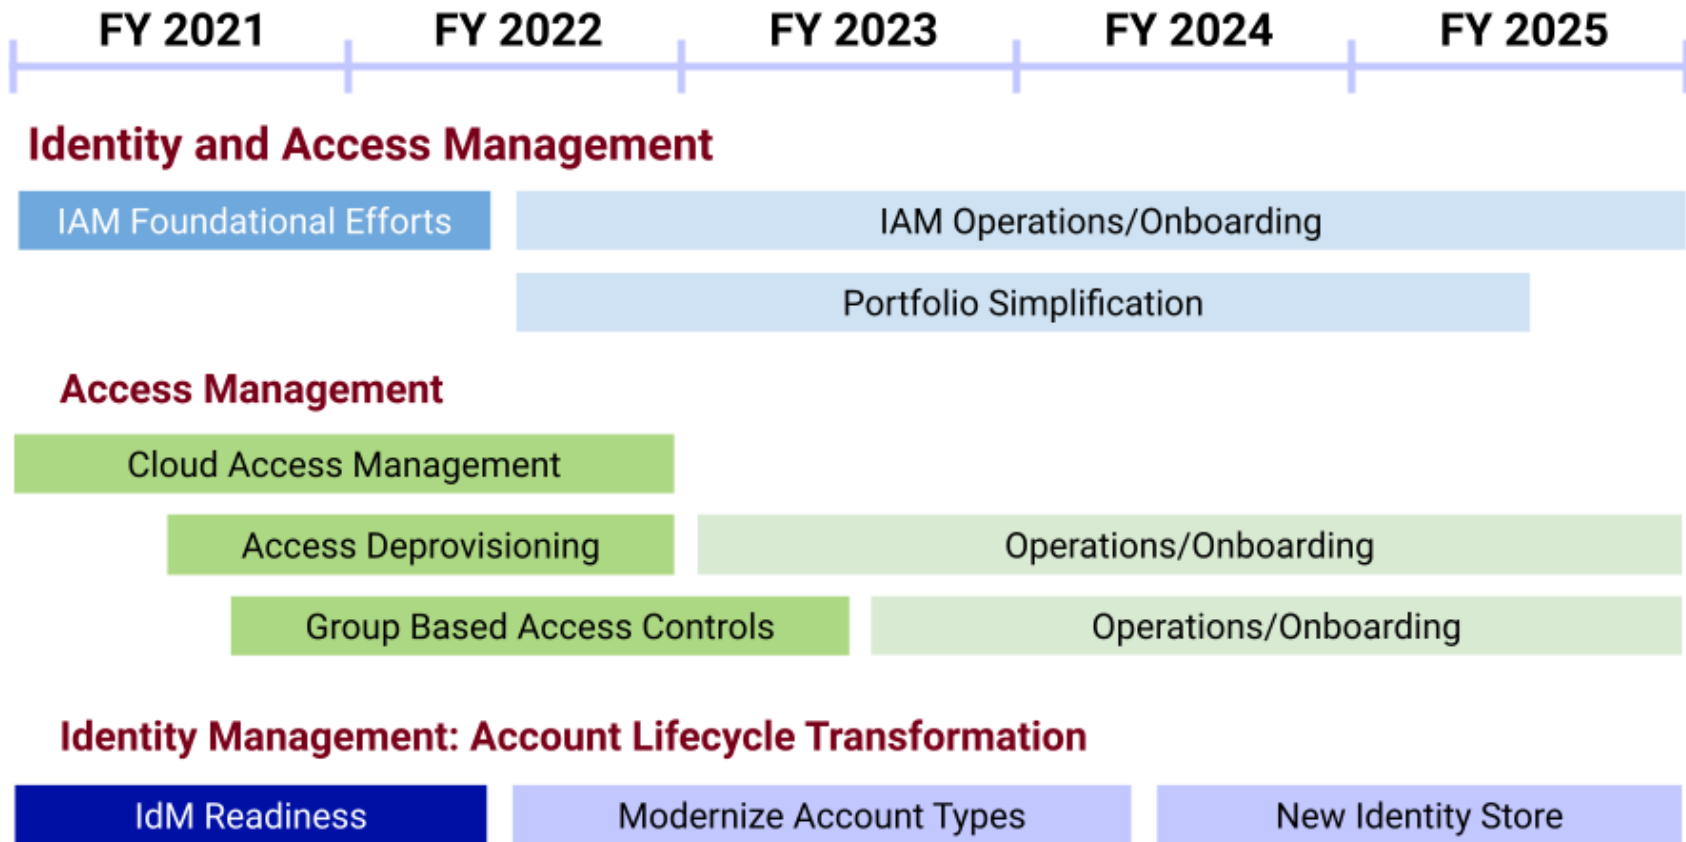 FY 2021 FY 2022 FY 2023 FY 2024 FY 2025
Identity and Access Management
IAM Foundational Efforts IAM Operations/Onboarding
Portfolio Simplification
Access Management
Cloud Access Management
Access Deprovisioning Operations/Onboarding
Group Based Access Controls Operations/Onboarding
Identity Management: Account Lifecycle Transformation
IdM Readiness Modernize Account Types New Identity Store